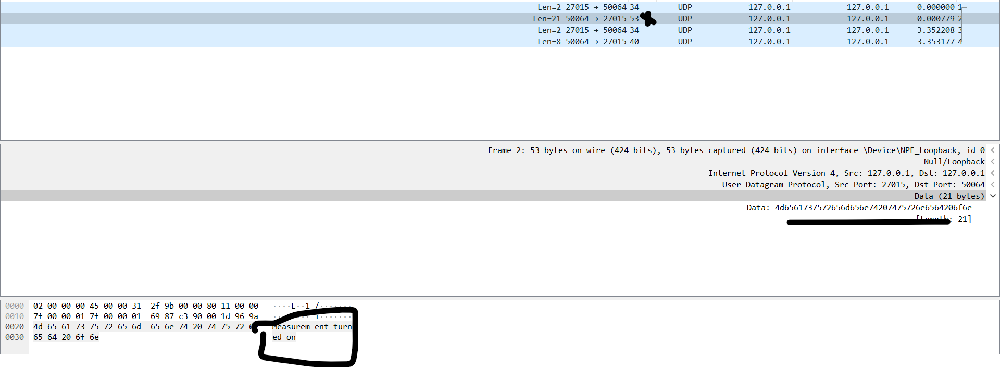 Len=2 27015 → 50064 34 UDP 127.0.0.1 127.0.0.1 0.000000 1
Len=21 50064 → 27015 53 UDP 127.0.0.1 127.0.0.1 0.000779 2
Len=2 27015 → 50064 34 UDP 127.0.0.1 127.0.0.1 3.352208 3
Len=8 50064 → 27015 40 UDP 127.0.0.1 127.0.0.1 3.353177 4
Frame 2: 53 bytes on wire (424 bits), 53 bytes captured (424 bits) on interface \Device\NPF_Loopback, id 0
Null/Loopback
Internet Protocol Version 4, Src: 127.0.0.1, Dst: 127.0.0.1
User Datagram Protocol, Src Port: 27015, Dst Port: 50064
Data (21 bytes)
Data: 4d6561737572656d656e74207475726e6564206f6e
[Length: 21]
0000 02 00 00 00 45 00 00 31 2f 9b 00 00 80 11 00 00 ····E··1 /·······
0010 7f 00 00 01 7f 00 00 01 69 87 c3 90 00 1d 96 9a ········ i·······
0020 4d 65 61 73 75 72 65 6d 65 6e 74 20 74 75 72 Measurem ent turn
0030 65 64 20 6f 6e ed on